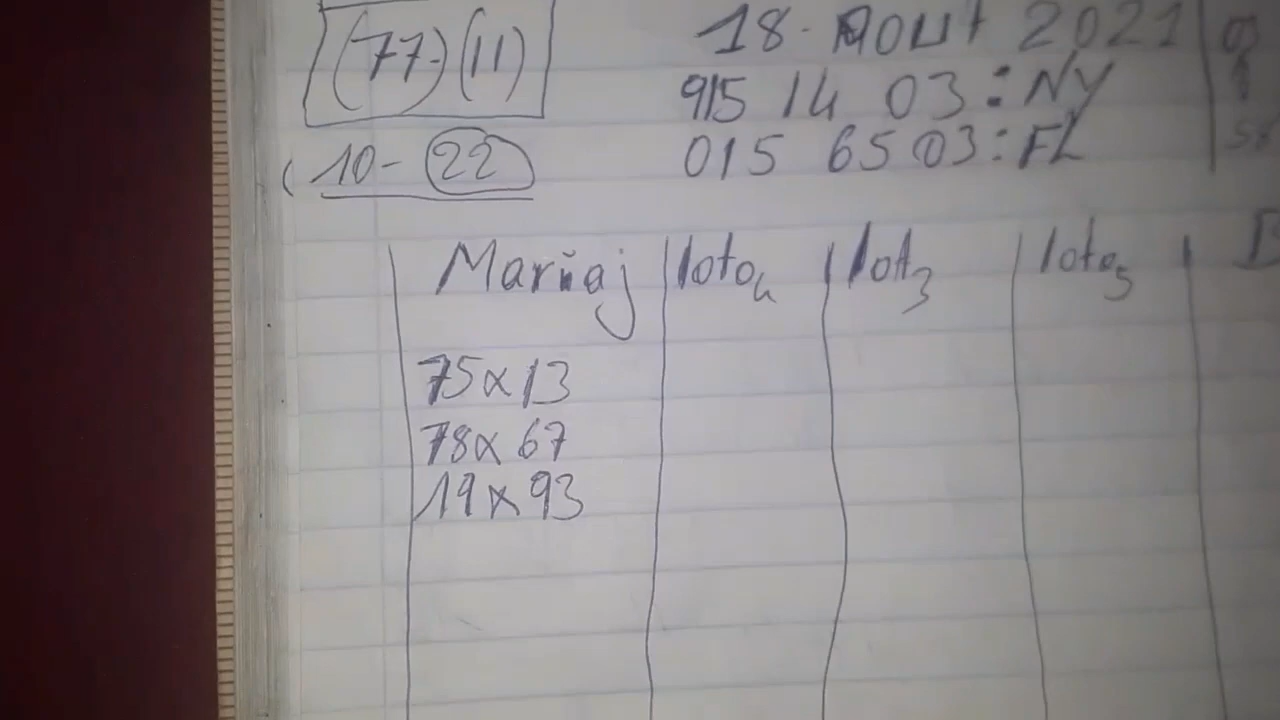 (77-)(11)
18-Aout 2021
915 14 03: NY
10-22
015 65 03: FL
Mariaj loto4 lot3 loto5
75x13
78x67
19x93